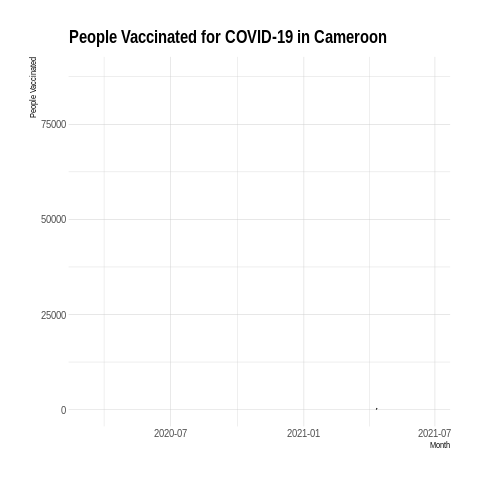 People Vaccinated for COVID-19 in Cameroon
People Vaccinated
75000
50000
25000
0
2020-07
2021-01
2021-07
Month